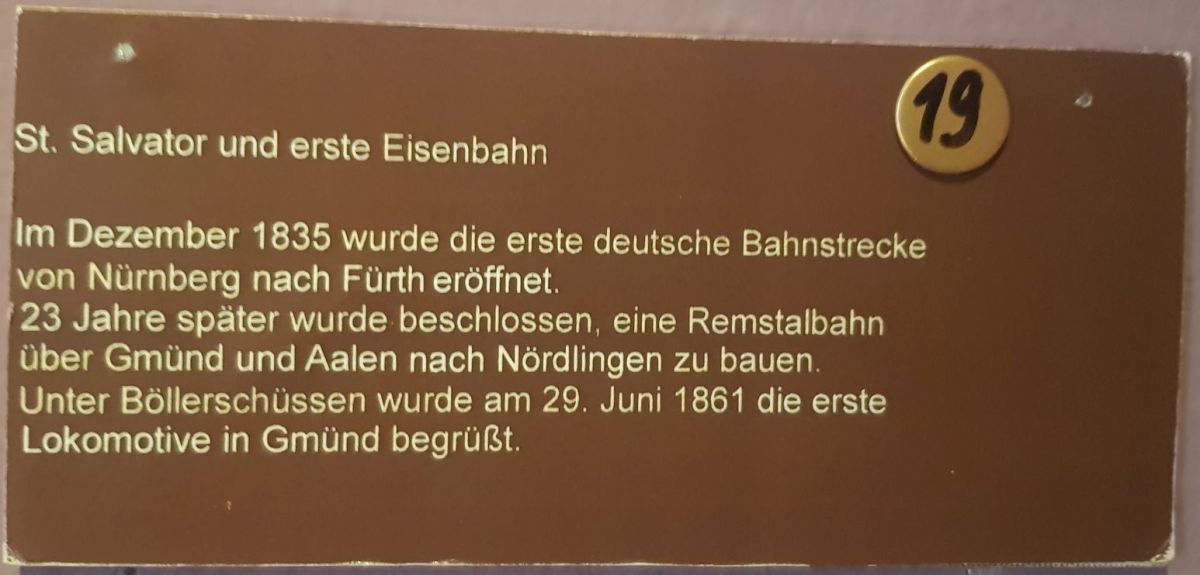 19
St. Salvator und erste Eisenbahn
Im Dezember 1835 wurde die erste deutsche Bahnstrecke
von Nürnberg nach Fürth eröffnet.
23 Jahre später wurde beschlossen, eine Remstalbahn
über Gmünd und Aalen nach Nördlingen zu bauen.
Unter Böllerschüssen wurde am 29. Juni 1861 die erste
Lokomotive in Gmünd begrüßt.